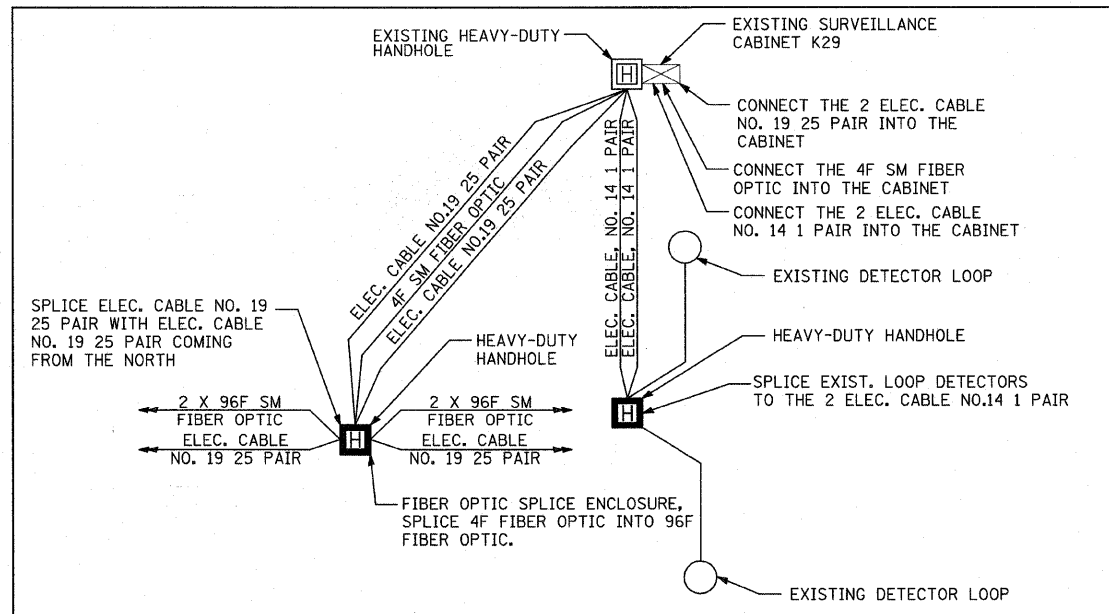 EXISTING HEAVY-DUTY
HANDHOLE
H
EXISTING SURVEILLANCE
CABINET K29
CONNECT THE 2 ELEC. CABLE
NO. 19 25 PAIR INTO THE
CABINET
CONNECT THE 4F SM FIBER
OPTIC INTO THE CABINET
CONNECT THE 2 ELEC. CABLE
NO. 14 1 PAIR INTO THE CABINET
ELEC. CABLE NO.19 25 PAIR
4F SM FIBER OPTIC
ELEC. CABLE NO.19 25 PAIR
ELEC. CABLE, NO. 14 1 PAIR
ELEC. CABLE, NO. 14 1 PAIR
EXISTING DETECTOR LOOP
SPLICE ELEC. CABLE NO. 19
25 PAIR WITH ELEC. CABLE
NO. 19 25 PAIR COMING
FROM THE NORTH
HEAVY-DUTY
HANDHOLE
HEAVY-DUTY HANDHOLE
SPLICE EXIST. LOOP DETECTORS
TO THE 2 ELEC. CABLE NO.14 1 PAIR
H
2 X 96F SM
FIBER OPTIC
ELEC. CABLE
NO. 19 25 PAIR
H
2 X 96F SM
FIBER OPTIC
ELEC. CABLE
NO. 19 25 PAIR
FIBER OPTIC SPLICE ENCLOSURE,
SPLICE 4F FIBER OPTIC INTO 96F
FIBER OPTIC.
EXISTING DETECTOR LOOP